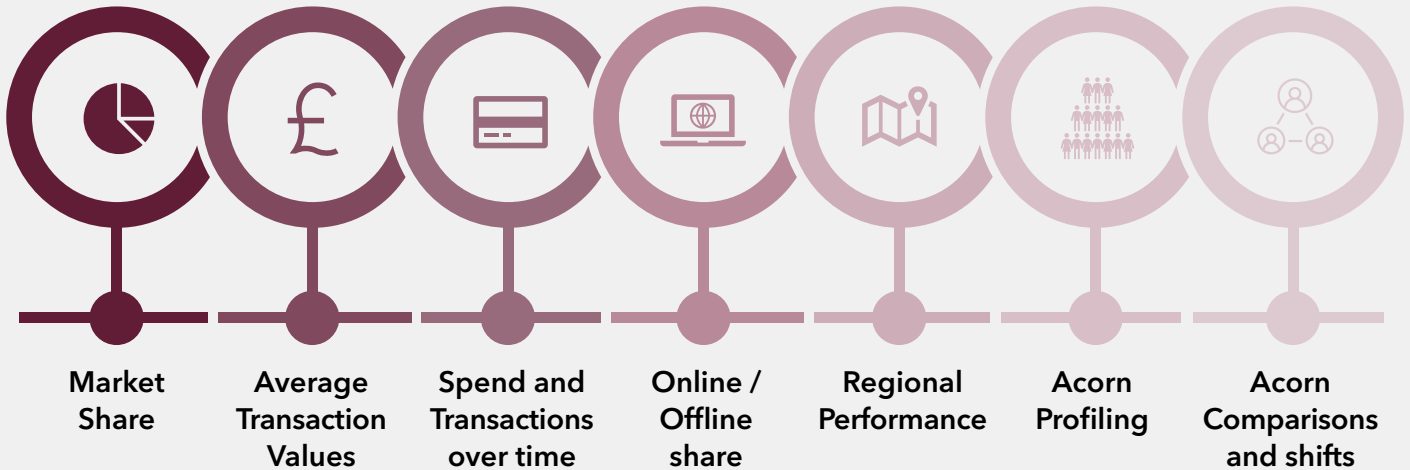 Market
Share
Average
Transaction
Values
Spend and
Transactions
over time
Online /
Offline
share
Regional
Performance
Acorn
Profiling
Acorn
Comparisons
and shifts